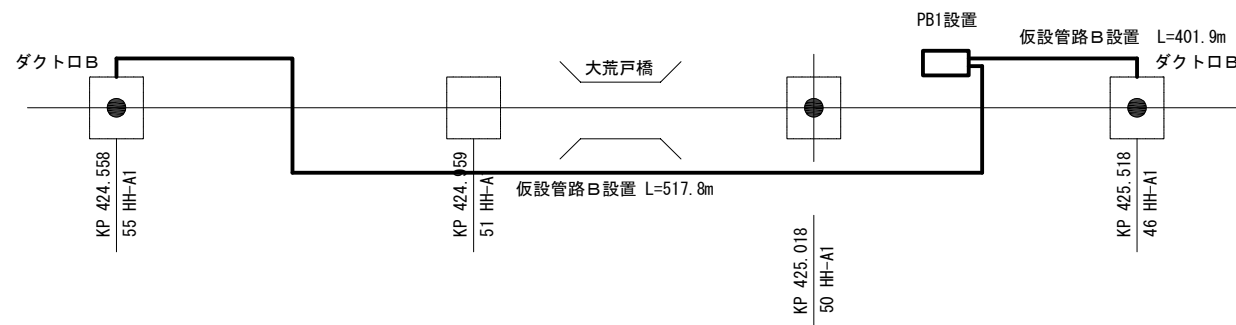 PB1設置
仮設管路B設置 L=401.9m
ダクトロB
大荒戸橋
ダクトロB
仮設管路B設置 L=517.8m
KP 424.558
55 HH-A1
KP 424.959
51 HH-A
KP 425.018
50 HH-A1
KP 425.518
46 HH-A1